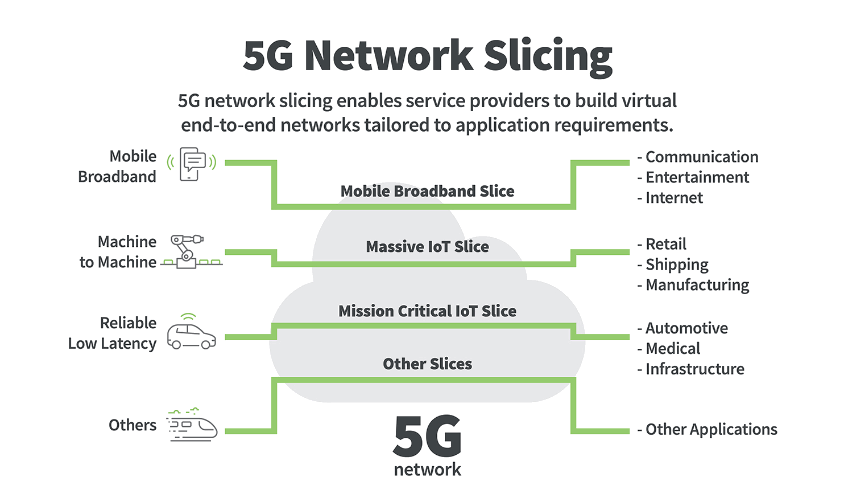 5G Network Slicing
5G network slicing enables service providers to build virtual
end-to-end networks tailored to application requirements.
Mobile
Broadband
Mobile Broadband Slice
- Communication
- Entertainment
- Internet
Machine
to Machine
Massive IoT Slice
- Retail
- Shipping
- Manufacturing
Reliable
Low Latency
Mission Critical IoT Slice
- Automotive
- Medical
- Infrastructure
Others
Other Slices
- Other Applications
5G
network